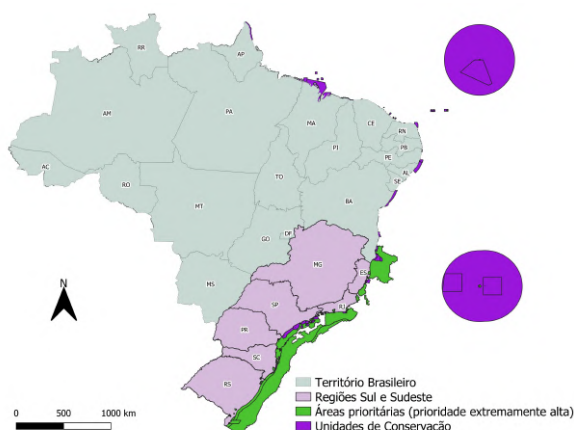 RR
AP
AM
PA
MA
CE
RN
PB
PE
PI
AL
SE
AC
RO
TO
BA
MT
DF
GO
MG
ES
MS
SP
RJ
PR
SC
RS
N
0 500 1000 km
Território Brasileiro
Regiões Sul e Sudeste
Áreas prioritárias (prioridade extremamente alta)
Unidades de Conservação